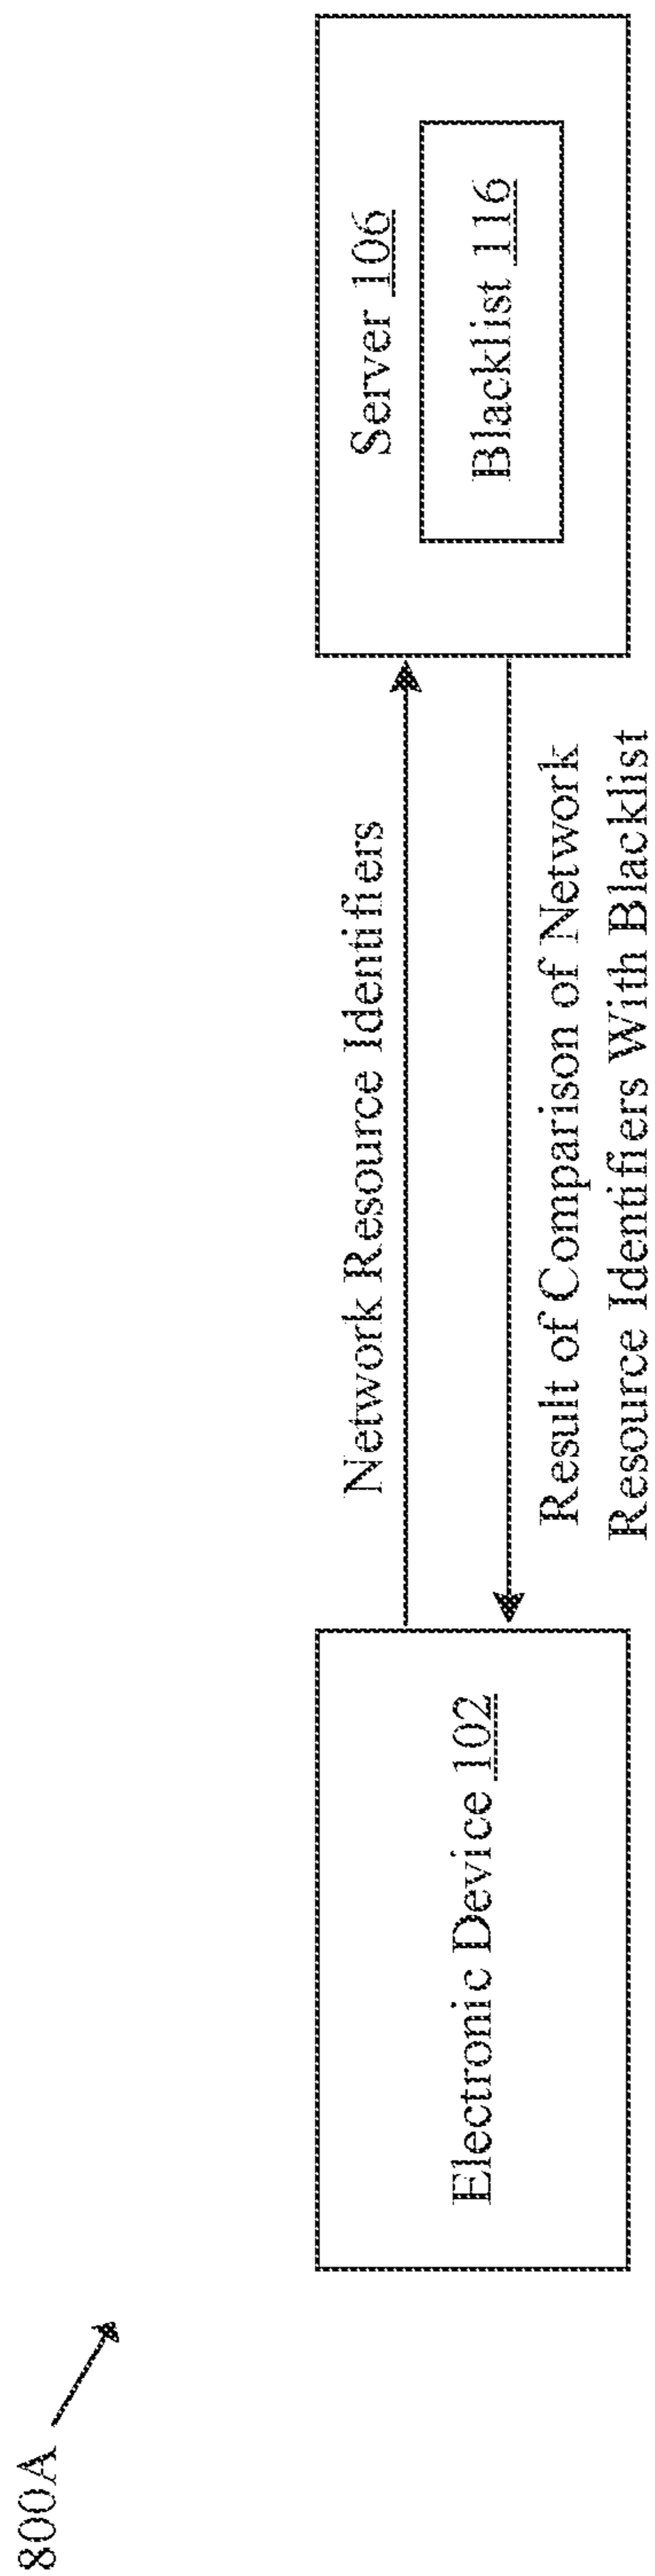 800A
Electronic Device 102
Network Resource Identifiers
Result of Comparison of Network
Resource Identifiers With Blacklist
Server 106
Blacklist 116